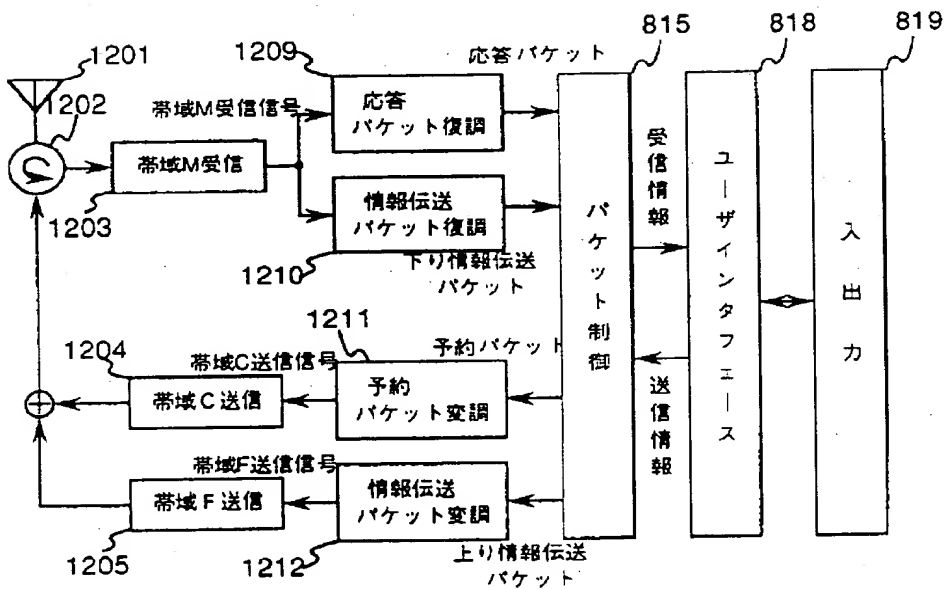 815
818
819
1201
1209
応答パケット
1202
帯域M受信信号
応答
パケット復調
帯域M受信
1203
情報伝送
パケット復調
1210
下り情報伝送
パケット
パケット制御
受信情報
送信情報
ユーザインタフェース
入出力
1211
予約パケット
1204
帯域C送信信号
帯域C送信
予約
パケット変調
帯域F送信信号
帯域F送信
1205
情報伝送
パケット変調
1212
上り情報伝送
パケット